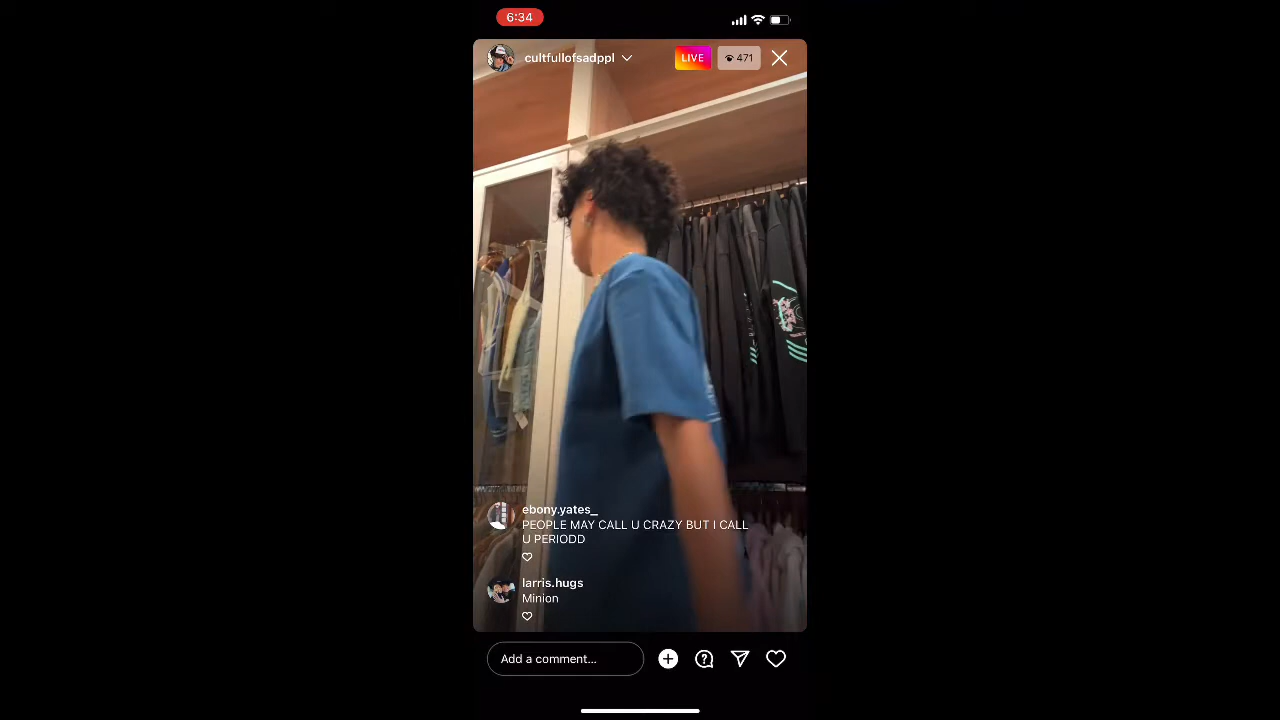 6:34
cultfullofsadppl
LIVE
471
ebony.yates_
PEOPLE MAY CALL U CRAZY BUT I CALL
U PERIODD
larris.hugs
Minion
Add a comment...